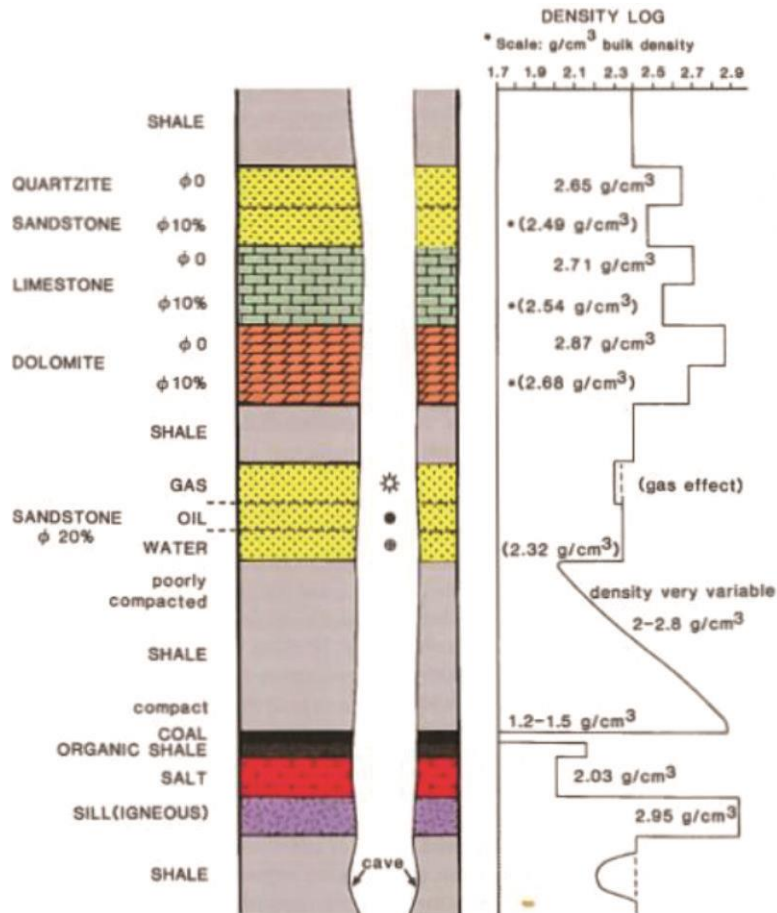 DENSITY LOG
* Scale: g/cm³ bulk density
1.7 1.9 2.1 2.3 2.5 2.7 2.9
SHALE
QUARTZITE φ0 2.65 g/cm³
SANDSTONE φ10% *(2.49 g/cm³)
φ0 2.71 g/cm³
LIMESTONE
φ10% *(2.54 g/cm³)
φ0 2.87 g/cm³
DOLOMITE
φ10% *(2.68 g/cm³)
SHALE
GAS (gas effect)
SANDSTONE OIL
φ 20%
WATER (2.32 g/cm³)
poorly
compacted
density very variable
2-2.8 g/cm³
SHALE
compact
1.2-1.5 g/cm³
COAL
ORGANIC SHALE
SALT 2.03 g/cm³
SILL(IGNEOUS) 2.95 g/cm³
cave
SHALE